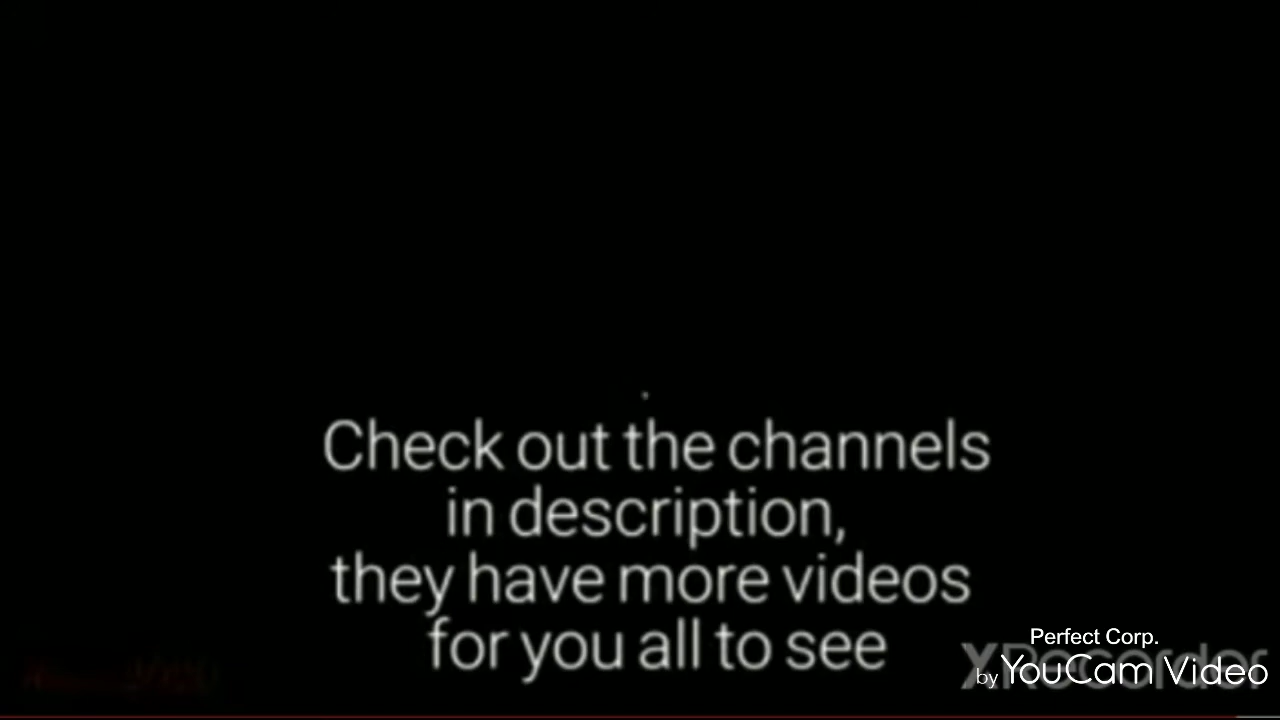 Check out the channels
in description,
they have more videos
for you all to see
Perfect Corp.
XRecorder
by YouCam Video